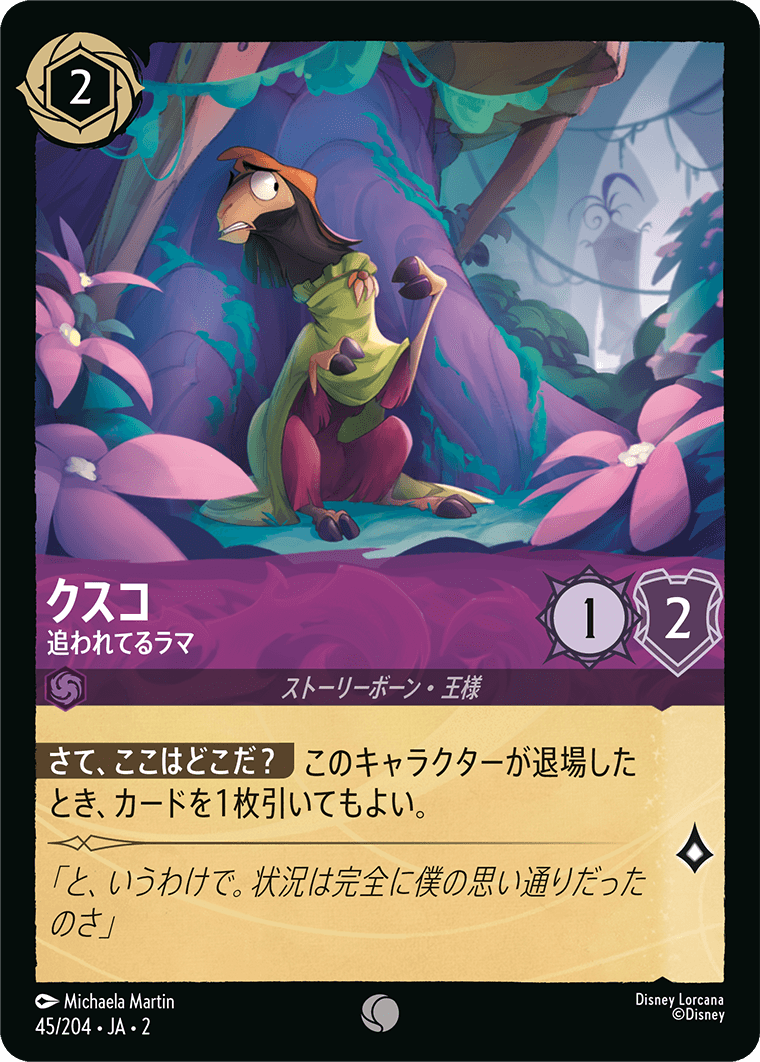 2
クスコ
追われてるラマ
1
2
ストーリーボーン・王様
さて、ここはどこだ？ このキャラクターが退場した
とき、カードを1枚引いてもよい。
「と、いうわけで。状況は完全に僕の思い通りだった
のさ」
Michaela Martin
45/204・JA・2
Disney Lorcana
©Disney